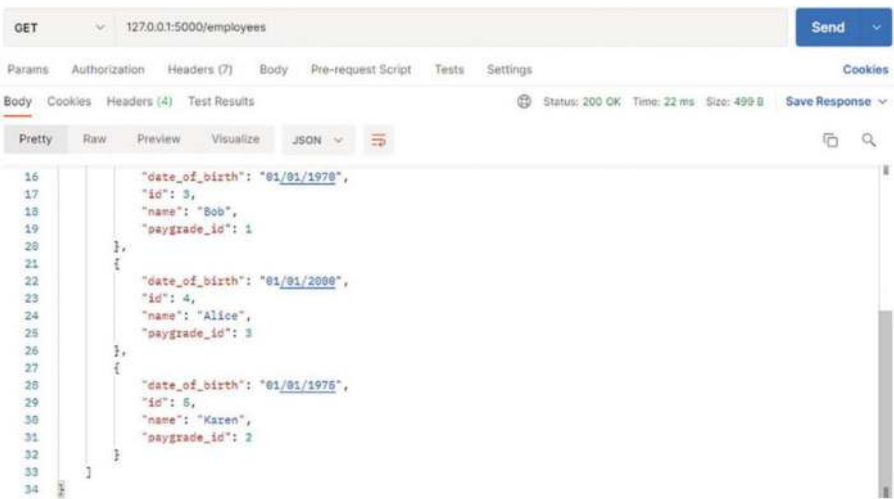 GET 127.0.0.1:5000/employees Send
Params Authorization Headers (7) Body Pre-request Script Tests Settings Cookies
Body Cookies Headers (4) Test Results Status: 200 OK Time: 22 ms Size: 499 B Save Response
Pretty Raw Preview Visualize JSON
16 "date_of_birth": "01/01/1970",
17 "id": 3,
18 "name": "Bob",
19 "paygrade_id": 1
20 },
21 {
22 "date_of_birth": "01/01/2000",
23 "id": 4,
24 "name": "Alice",
25 "paygrade_id": 3
26 },
27 {
28 "date_of_birth": "01/01/1975",
29 "id": 5,
30 "name": "Karen",
31 "paygrade_id": 2
32 }
33 ]
34 }